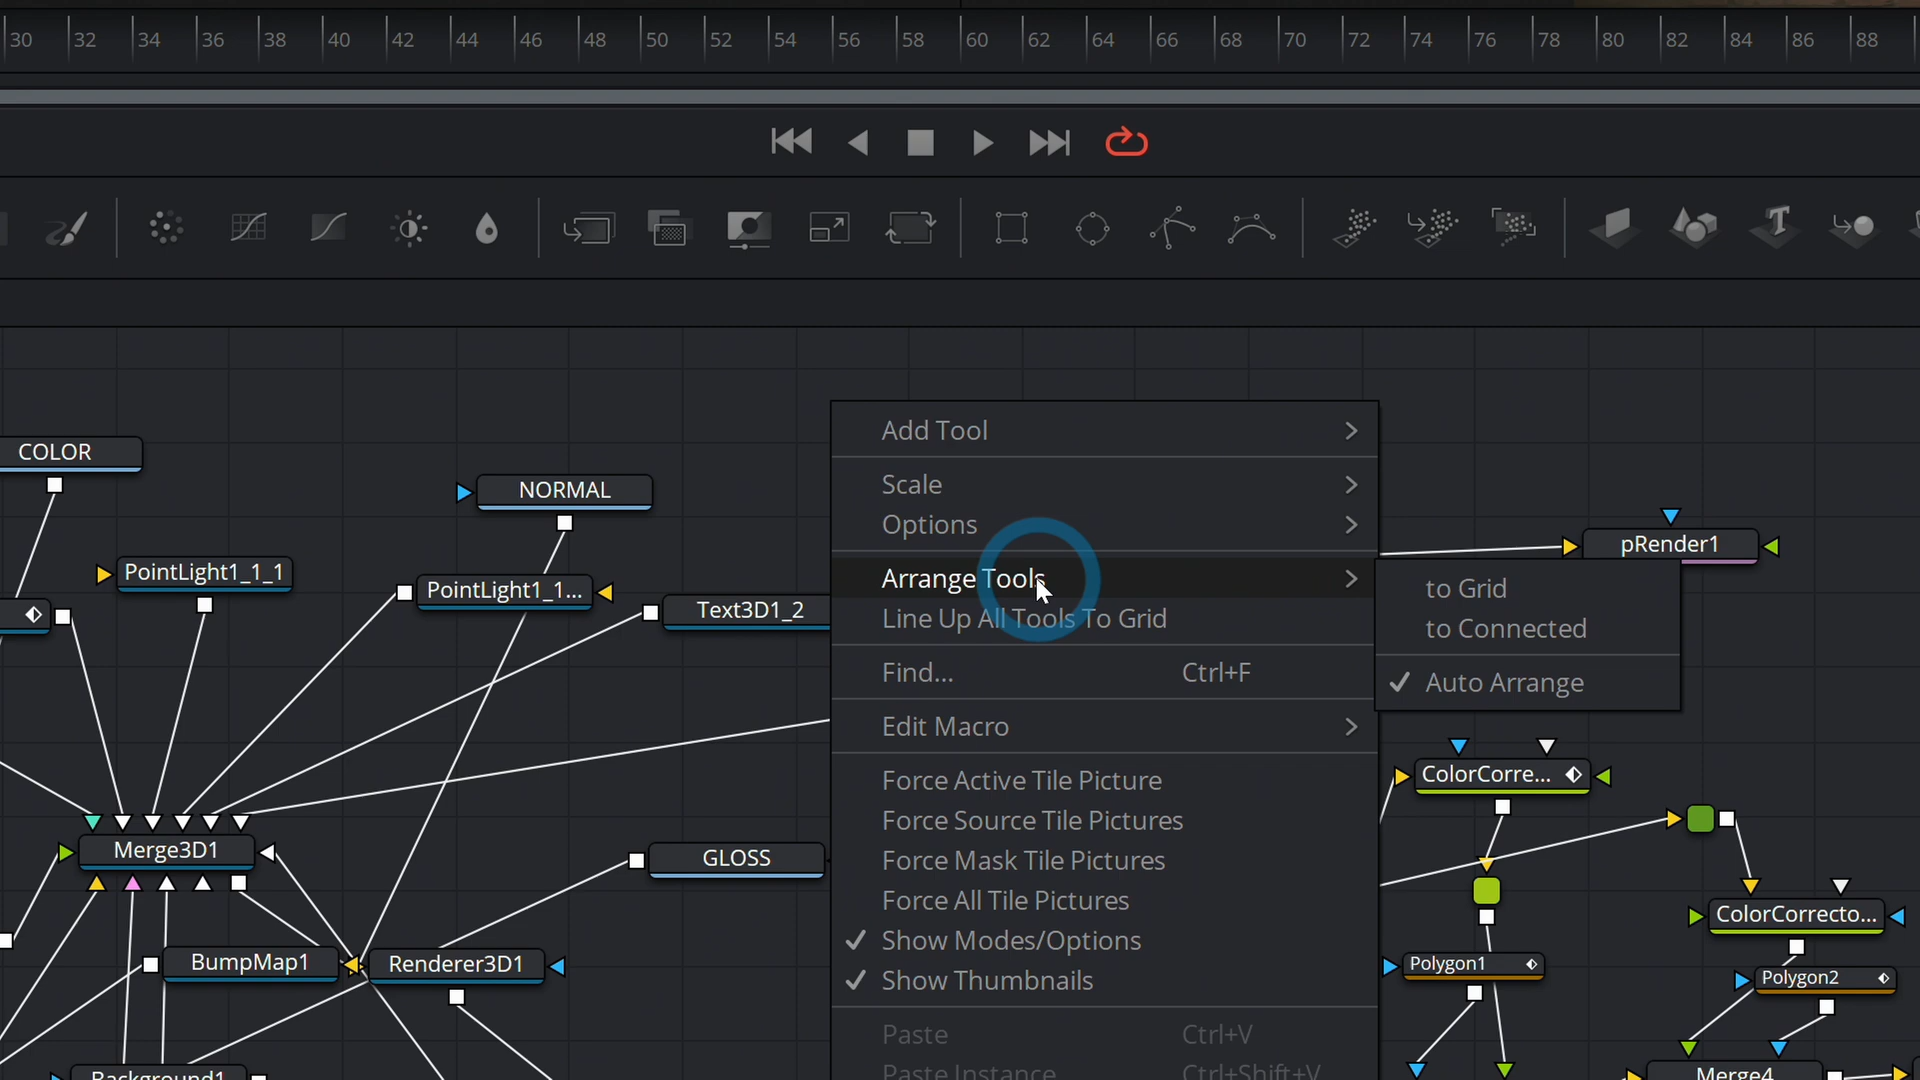 30 32 34 36 38 40 42 44 46 48 50 52 54 56 58 60 62 64 66 68 70 72 74 76 78 80 82 84 86 88
COLOR
NORMAL
PointLight1_1_1
PointLight1_1...
Text3D1_2
Merge3D1
GLOSS
BumpMap1
Renderer3D1
Background1
Add Tool
Scale
Options
Arrange Tools
Line Up All Tools To Grid
Find... Ctrl+F
Edit Macro
Force Active Tile Picture
Force Source Tile Pictures
Force Mask Tile Pictures
Force All Tile Pictures
Show Modes/Options
Show Thumbnails
Paste Ctrl+V
Paste Instance Ctrl+Shift+V
to Grid
to Connected
Auto Arrange
pRender1
ColorCorre...
ColorCorrecto...
Polygon1
Polygon2
Merge4